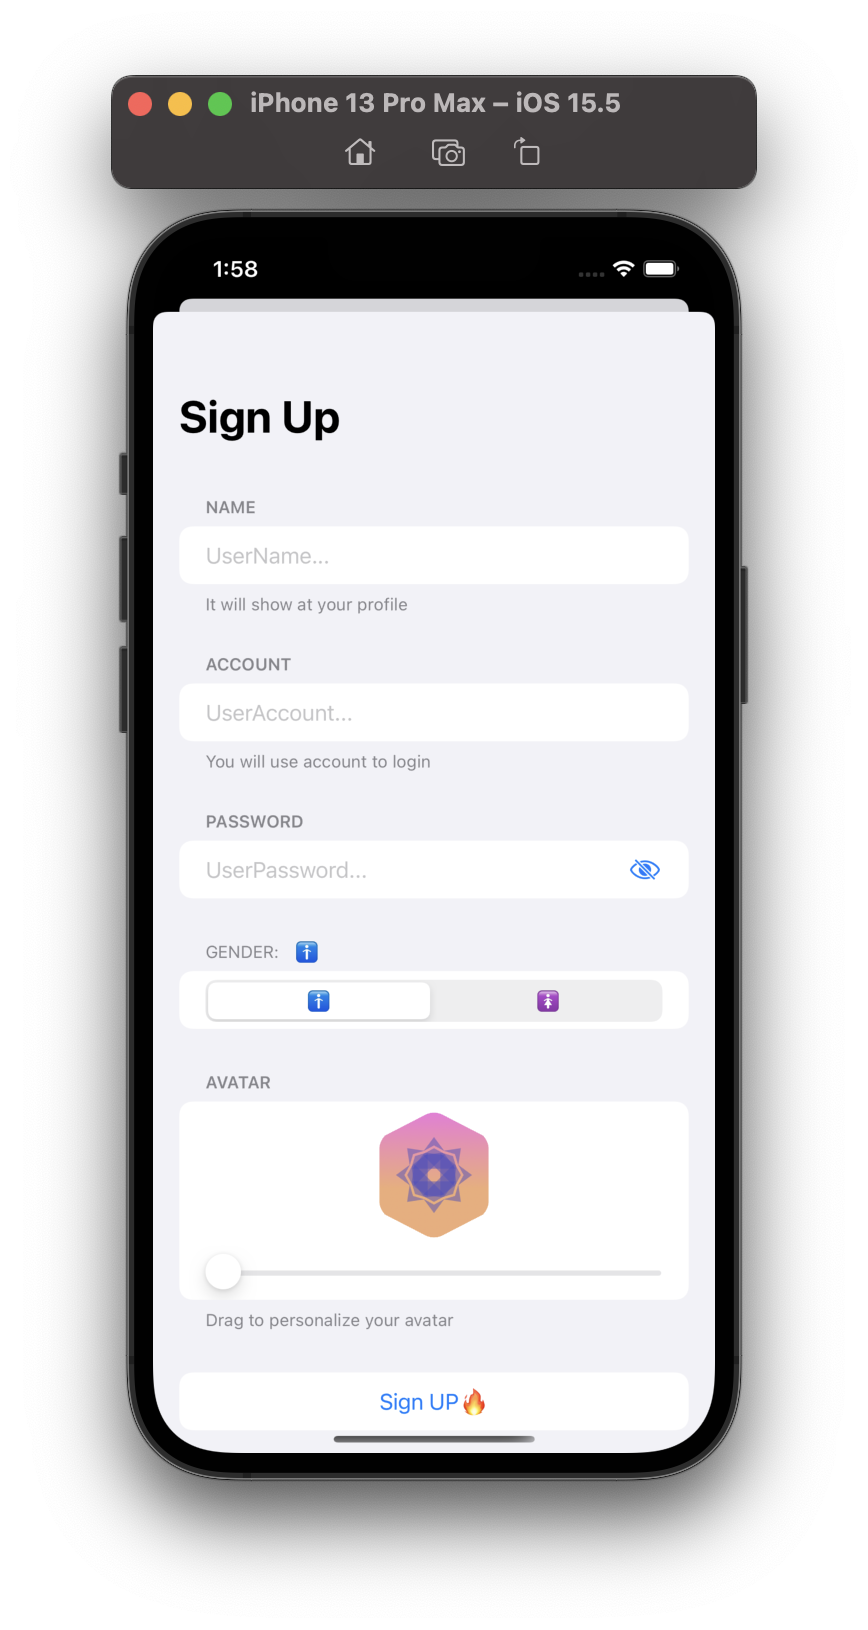 iPhone 13 Pro Max – iOS 15.5
1:58
Sign Up
NAME
UserName...
It will show at your profile
ACCOUNT
UserAccount...
You will use account to login
PASSWORD
UserPassword...
GENDER: 🚹
🚹 🚺
AVATAR
Drag to personalize your avatar
Sign UP🔥